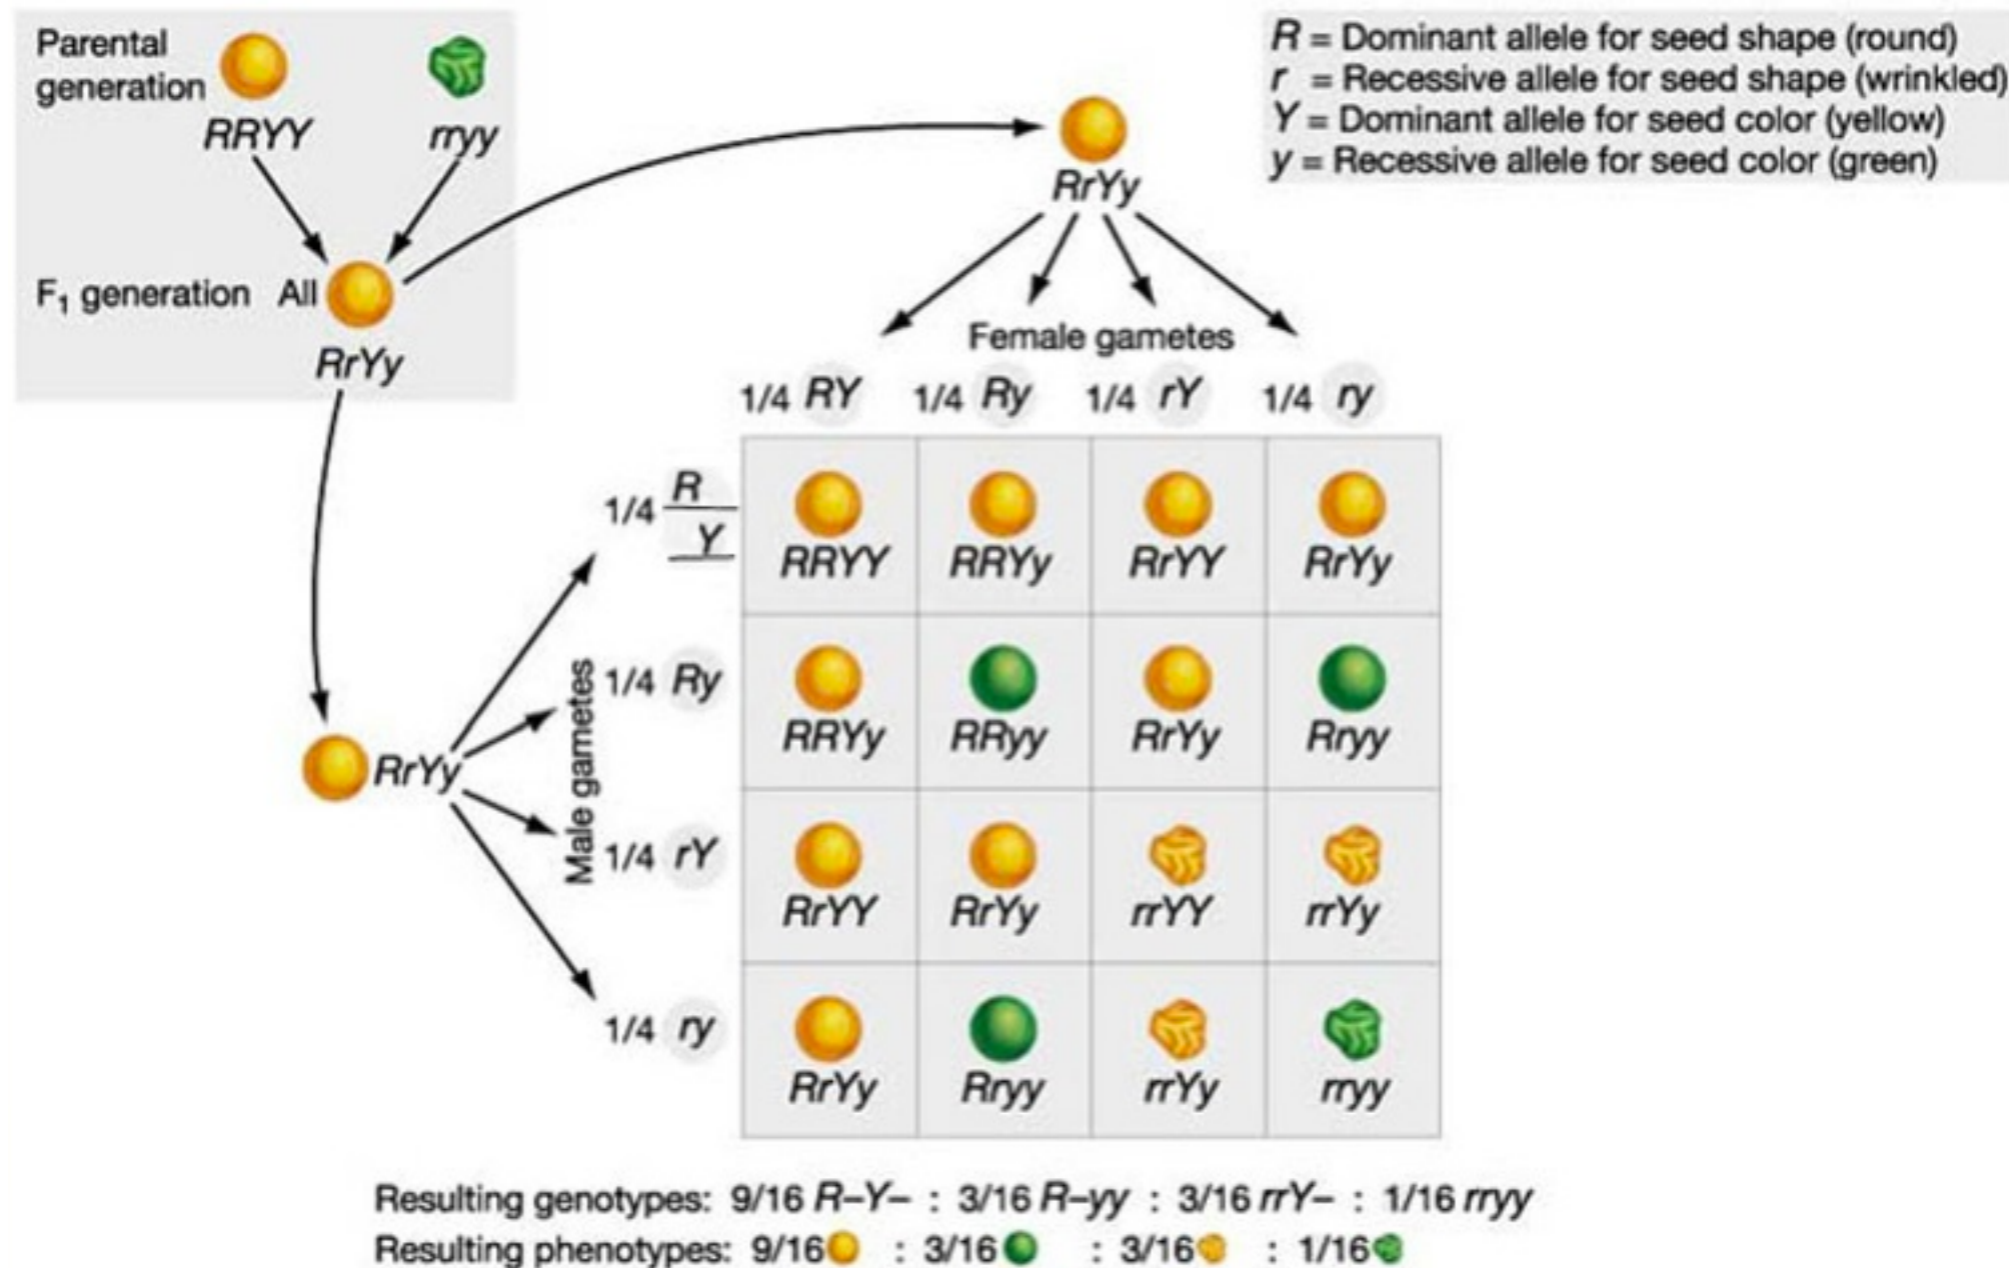 Parental
generation
RRYY rryy
F1 generation All
RrYy
R = Dominant allele for seed shape (round)
r = Recessive allele for seed shape (wrinkled)
Y = Dominant allele for seed color (yellow)
y = Recessive allele for seed color (green)
RrYy
Female gametes
1/4 RY 1/4 Ry 1/4 rY 1/4 ry
RrYy
Male gametes
1/4 R
Y
RRYY RRYy RrYY RrYy
1/4 Ry
RRYy RRyy RrYy Rryy
1/4 rY
RrYY RrYy rrYY rrYy
1/4 ry
RrYy Rryy rrYy rryy
Resulting genotypes: 9/16 R–Y– : 3/16 R–yy : 3/16 rrY– : 1/16 rryy
Resulting phenotypes: 9/16 : 3/16 : 3/16 : 1/16